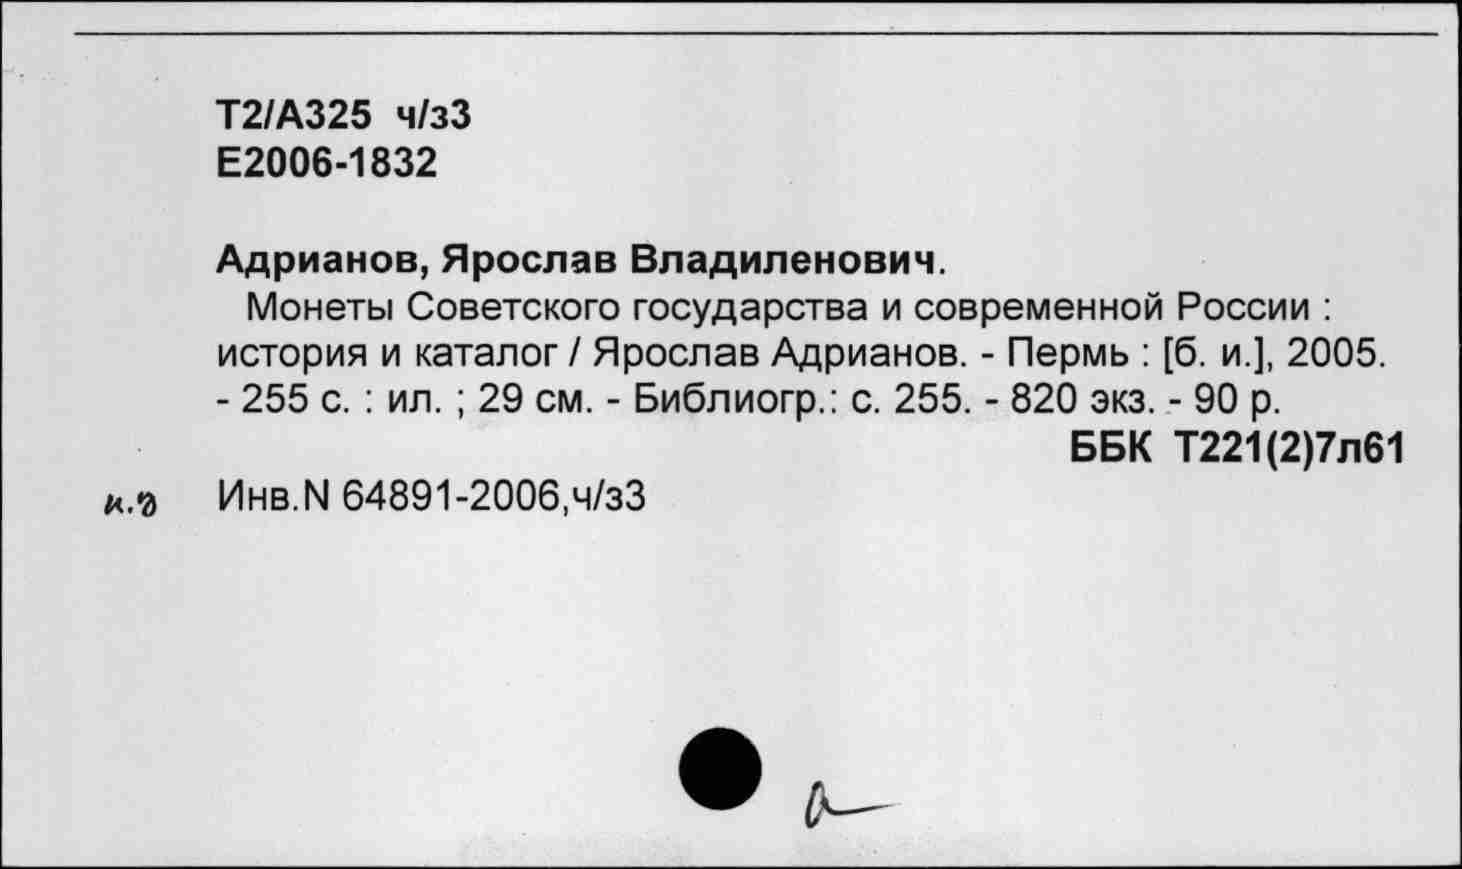 Т2/А325 ч/з3
Е2006-1832
Адрианов, Ярослав Владиленович.
Монеты Советского государства и современной России :
история и каталог / Ярослав Адрианов. - Пермь : [б. и.], 2005.
- 255 с. : ил. ; 29 см. - Библиогр.: с. 255. - 820 экз. - 90 р.
ББК Т221(2)7л61
Инв.N 64891-2006,ч/з3